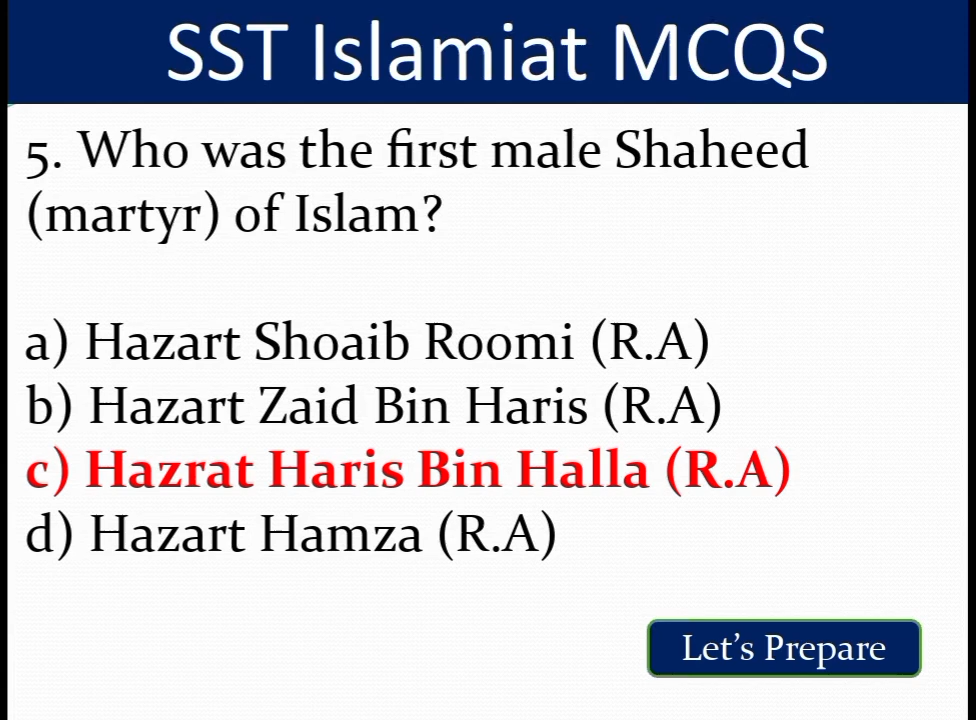 SST Islamiat MCQS
5. Who was the first male Shaheed
(martyr) of Islam?
a) Hazart Shoaib Roomi (R.A)
b) Hazart Zaid Bin Haris (R.A)
c) Hazrat Haris Bin Halla (R.A)
d) Hazart Hamza (R.A)
Let’s Prepare